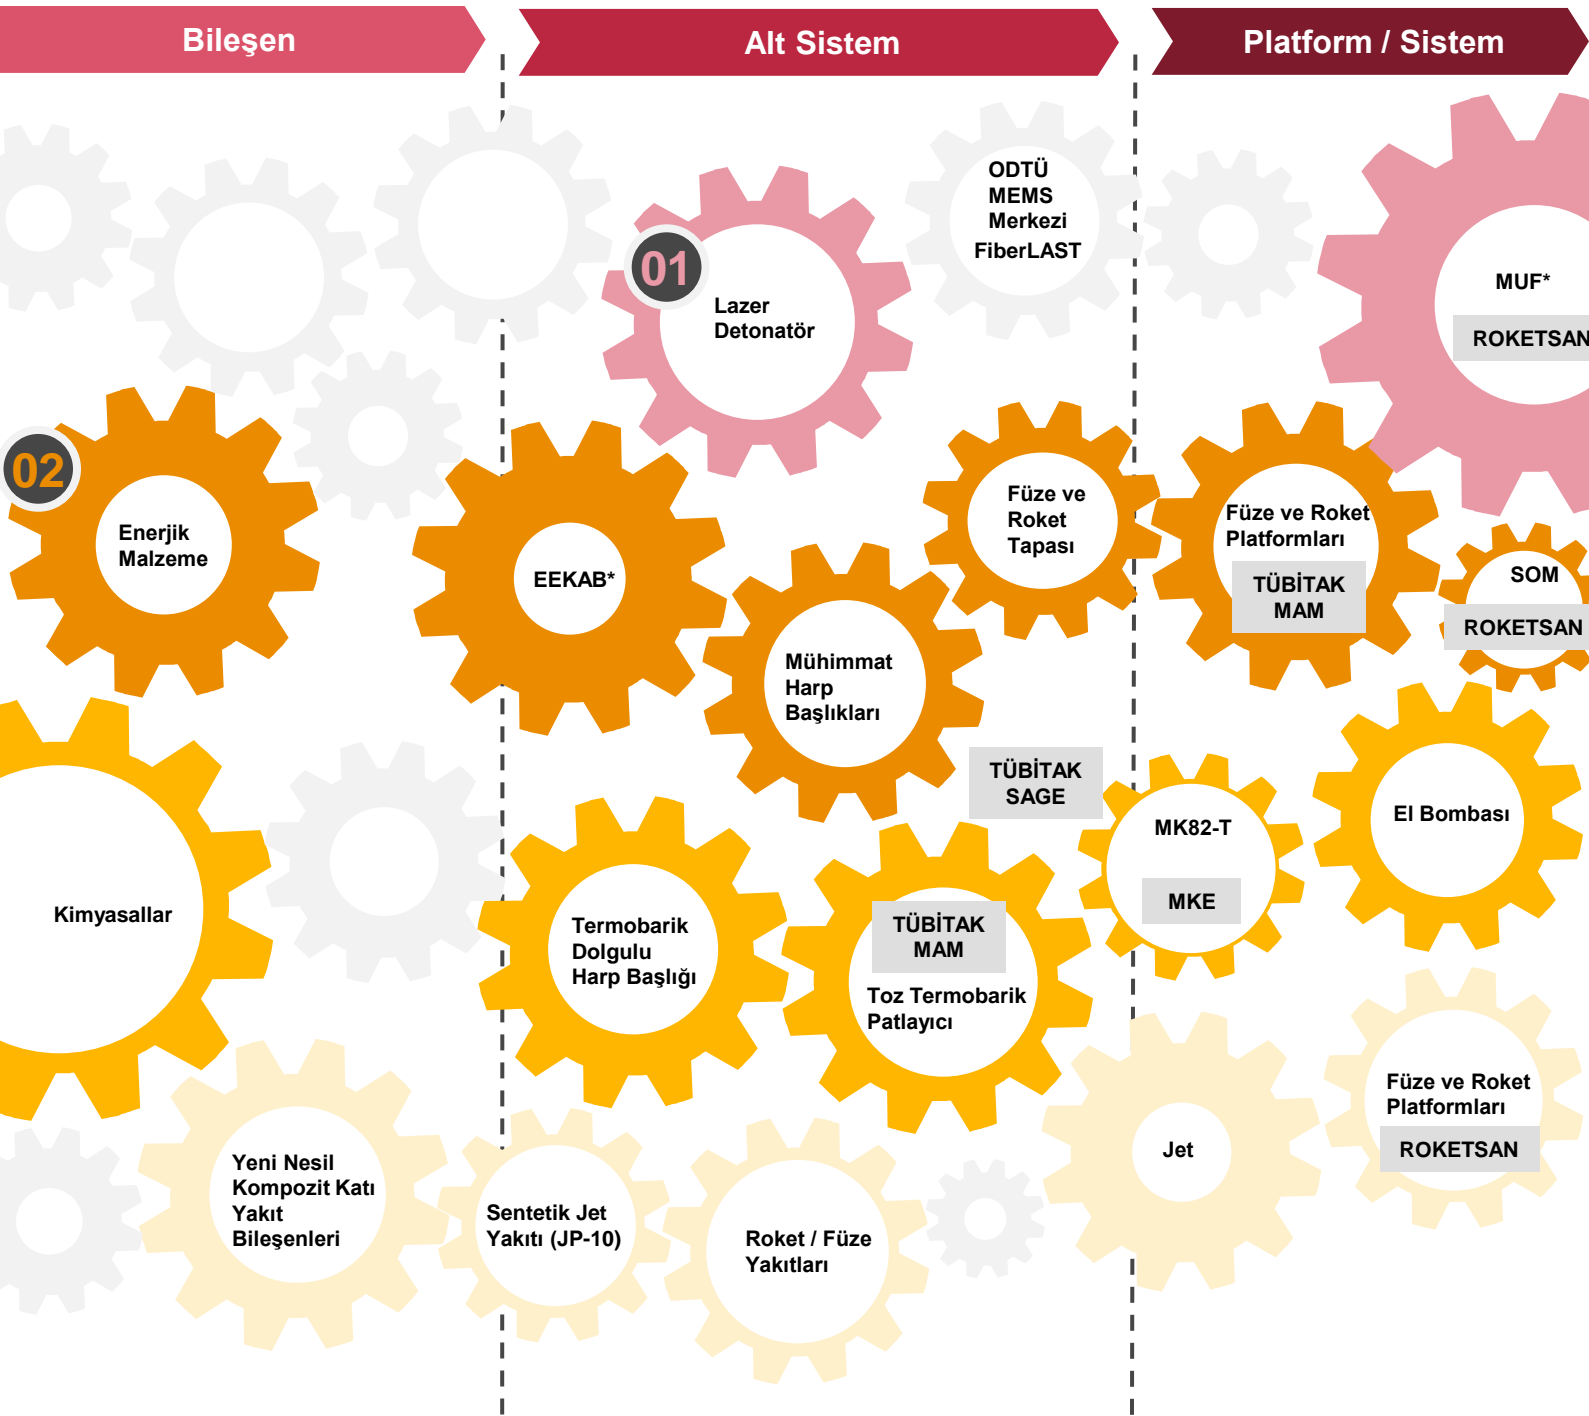 Bileşen
Alt Sistem
Platform / Sistem
ODTÜ
MEMS
Merkezi
FiberLAST
01
Lazer
Detonatör
MUF*
ROKETSAN
02
Enerjik
Malzeme
EEKAB*
Füze ve
Roket
Tapası
Füze ve Roket
Platformları
TÜBİTAK
MAM
SOM
ROKETSAN
Mühimmat
Harp
Başlıkları
TÜBİTAK
SAGE
MK82-T
MKE
El Bombası
Kimyasallar
Termobarik
Dolgulu
Harp Başlığı
TÜBİTAK
MAM
Toz Termobarik
Patlayıcı
Yeni Nesil
Kompozit Katı
Yakıt
Bileşenleri
Sentetik Jet
Yakıtı (JP-10)
Roket / Füze
Yakıtları
Jet
Füze ve Roket
Platformları
ROKETSAN